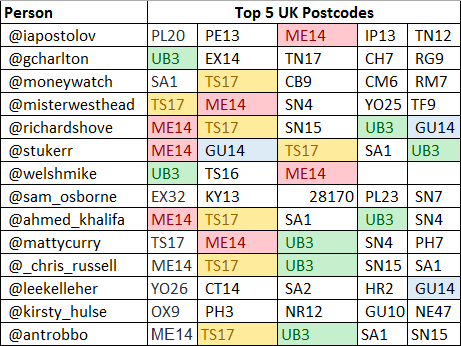 Person Top 5 UK Postcodes
@iapostolov PL20 PE13 ME14 IP13 TN12
@gcharlton UB3 EX14 TN17 CH7 RG9
@moneywatch SA1 TS17 CB9 CM6 RM7
@misterwesthead TS17 ME14 SN4 YO25 TF9
@richardshove ME14 TS17 SN15 UB3 GU14
@stukerr ME14 GU14 TS17 SA1 UB3
@welshmike UB3 TS16 ME14
@sam_osborne EX32 KY13 28170 PL23 SN7
@ahmed_khalifa ME14 TS17 SA1 UB3 SN4
@mattycurry TS17 ME14 UB3 SN4 PH7
@_chris_russell ME14 TS17 UB3 SN15 SA1
@leekelleher YO26 CT14 SA2 HR2 GU14
@kirsty_hulse OX9 PH3 NR12 GU10 NE47
@antrobbo ME14 TS17 UB3 SA1 SN15